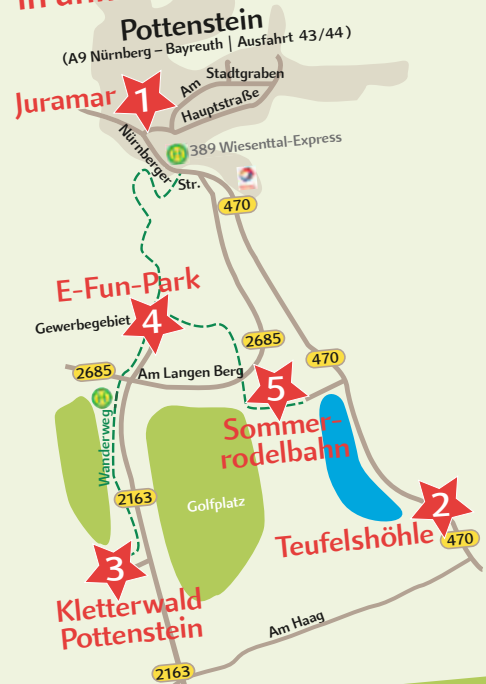 Pottenstein
(A9 Nürnberg – Bayreuth | Ausfahrt 43/44)
Juramar
1
Am Stadtgraben
Hauptstraße
Nürnberger Str.
H
389 Wiesenttal-Express
470
E-Fun-Park
Gewerbegebiet
4
2685
2685
Am Langen Berg
470
5
H
Wanderweg
Sommer-
rodelbahn
2163
Golfplatz
2
Teufelshöhle
470
3
Kletterwald
Pottenstein
Am Haag
2163